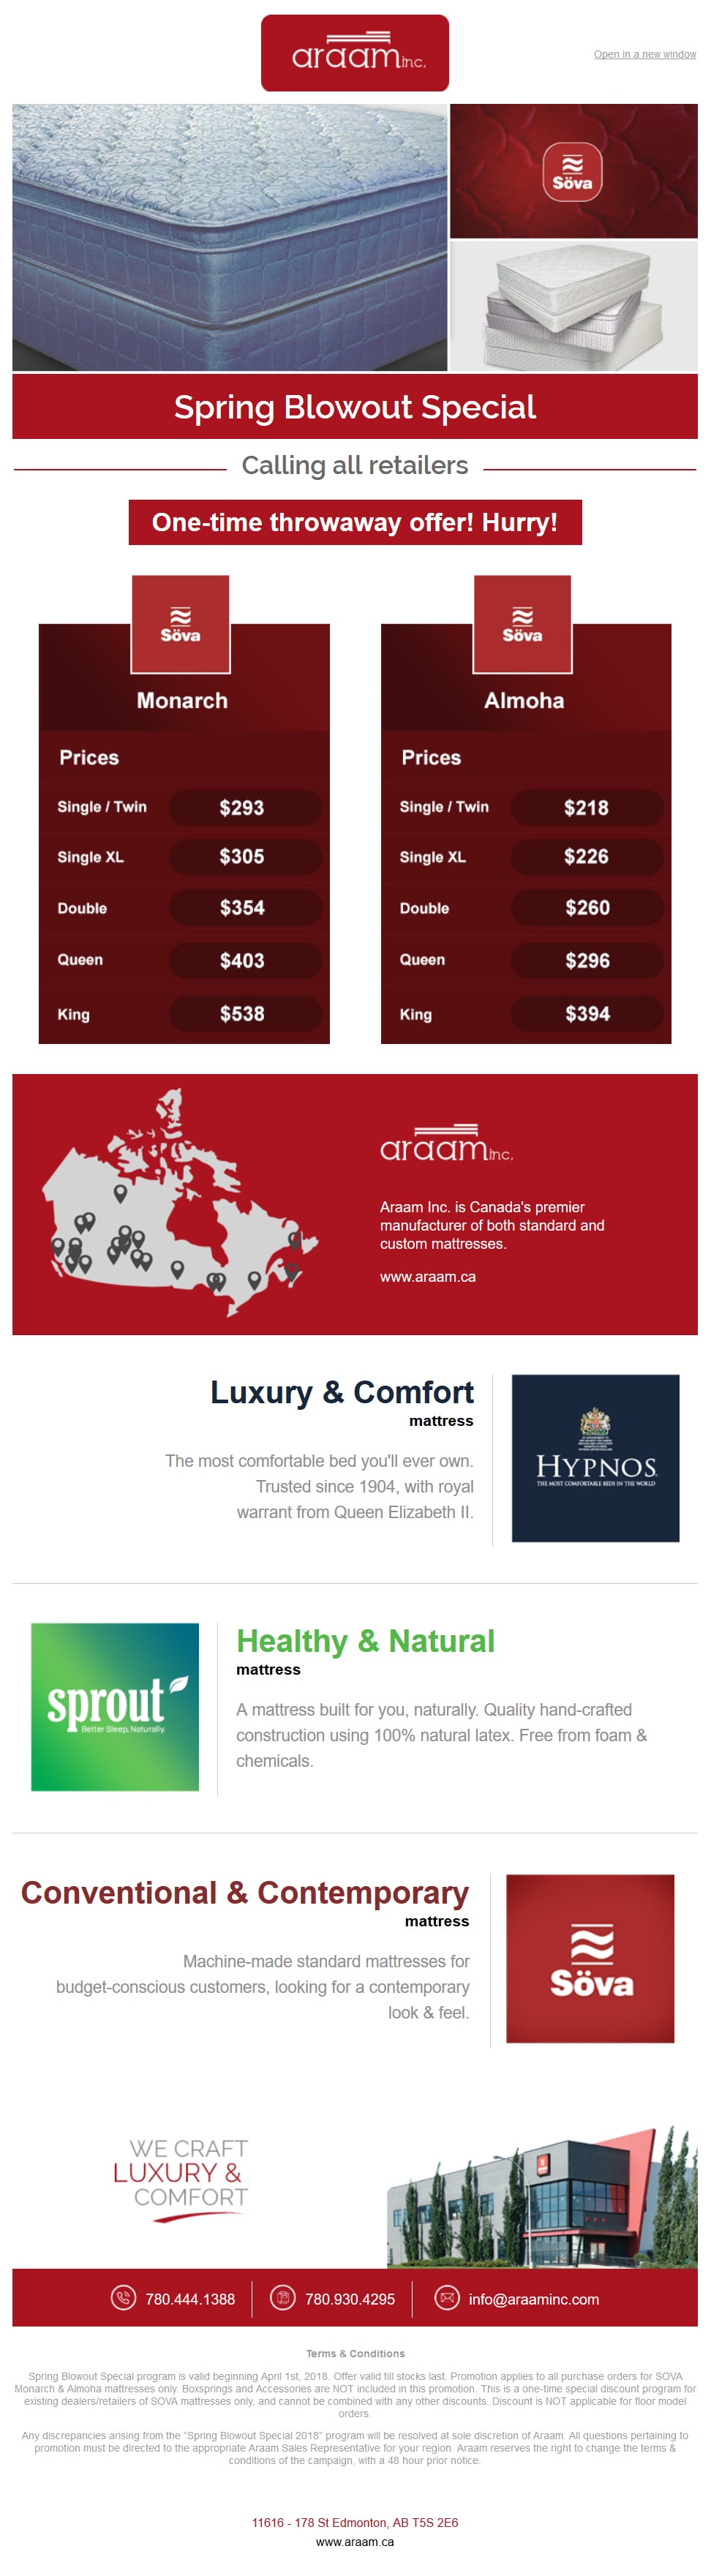 araam inc.
Open in a new window
Söva
Spring Blowout Special
Calling all retailers
One-time throwaway offer! Hurry!
Söva
Monarch
Prices
Single / Twin $293
Single XL $305
Double $354
Queen $403
King $538
Söva
Almoha
Prices
Single / Twin $218
Single XL $226
Double $260
Queen $296
King $394
araam inc.
Araam Inc. is Canada's premier
manufacturer of both standard and
custom mattresses.
www.araam.ca
Luxury & Comfort
mattress
The most comfortable bed you'll ever own.
Trusted since 1904, with royal
warrant from Queen Elizabeth II.
HYPNOS
THE MOST COMFORTABLE BEDS IN THE WORLD
sprout
Better Sleep, Naturally.
Healthy & Natural
mattress
A mattress built for you, naturally. Quality hand-crafted
construction using 100% natural latex. Free from foam &
chemicals.
Conventional & Contemporary
mattress
Machine-made standard mattresses for
budget-conscious customers, looking for a contemporary
look & feel.
Söva
WE CRAFT
LUXURY &
COMFORT
780.444.1388
780.930.4295
info@araaminc.com
Terms & Conditions
Spring Blowout Special program is valid beginning April 1st, 2018. Offer valid till stocks last. Promotion applies to all purchase orders for SOVA
Monarch & Almoha mattresses only. Boxsprings and Accessories are NOT included in this promotion. This is a one-time special discount program for
existing dealers/retailers of SOVA mattresses only, and cannot be combined with any other discounts. Discount is NOT applicable for floor model
orders.
Any discrepancies arising from the "Spring Blowout Special 2018" program will be resolved at sole discretion of Araam. All questions pertaining to
promotion must be directed to the appropriate Araam Sales Representative for your region. Araam reserves the right to change the terms &
conditions of the campaign, with a 48 hour prior notice.
11616 - 178 St Edmonton, AB T5S 2E6
www.araam.ca